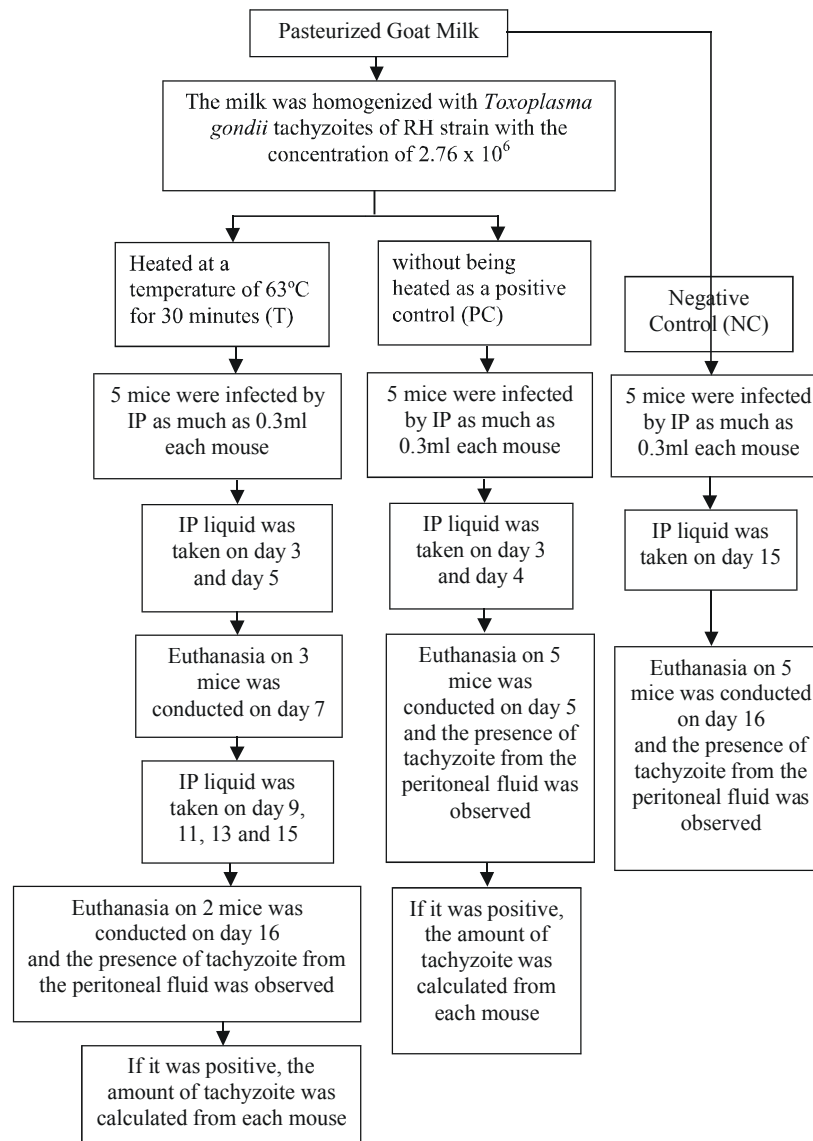 Pasteurized Goat Milk
The milk was homogenized with Toxoplasma
gondii tachyzoites of RH strain with the
concentration of 2.76 x 10⁶
Heated at a
temperature of 63ºC
for 30 minutes (T)
without being
heated as a positive
control (PC)
Negative
Control (NC)
5 mice were infected by
IP as much as 0.3ml
each mouse
5 mice were infected
by IP as much as
0.3ml each mouse
5 mice were infected
by IP as much as
0.3ml each mouse
IP liquid was
taken on day 3
and day 5
IP liquid was
taken on day 3
and day 4
IP liquid was
taken on day 15
Euthanasia on 3
mice was
conducted on day 7
Euthanasia on 5
mice was
conducted on day 5
and the presence of
tachyzoite from the
peritoneal fluid was
observed
Euthanasia on 5
mice was conducted
on day 16
and the presence of
tachyzoite from the
peritoneal fluid was
observed
IP liquid was
taken on day 9,
11, 13 and 15
Euthanasia on 2 mice was
conducted on day 16
and the presence of tachyzoite from
the peritoneal fluid was observed
If it was positive,
the amount of
tachyzoite was
calculated from
each mouse
If it was positive, the
amount of tachyzoite was
calculated from each mouse